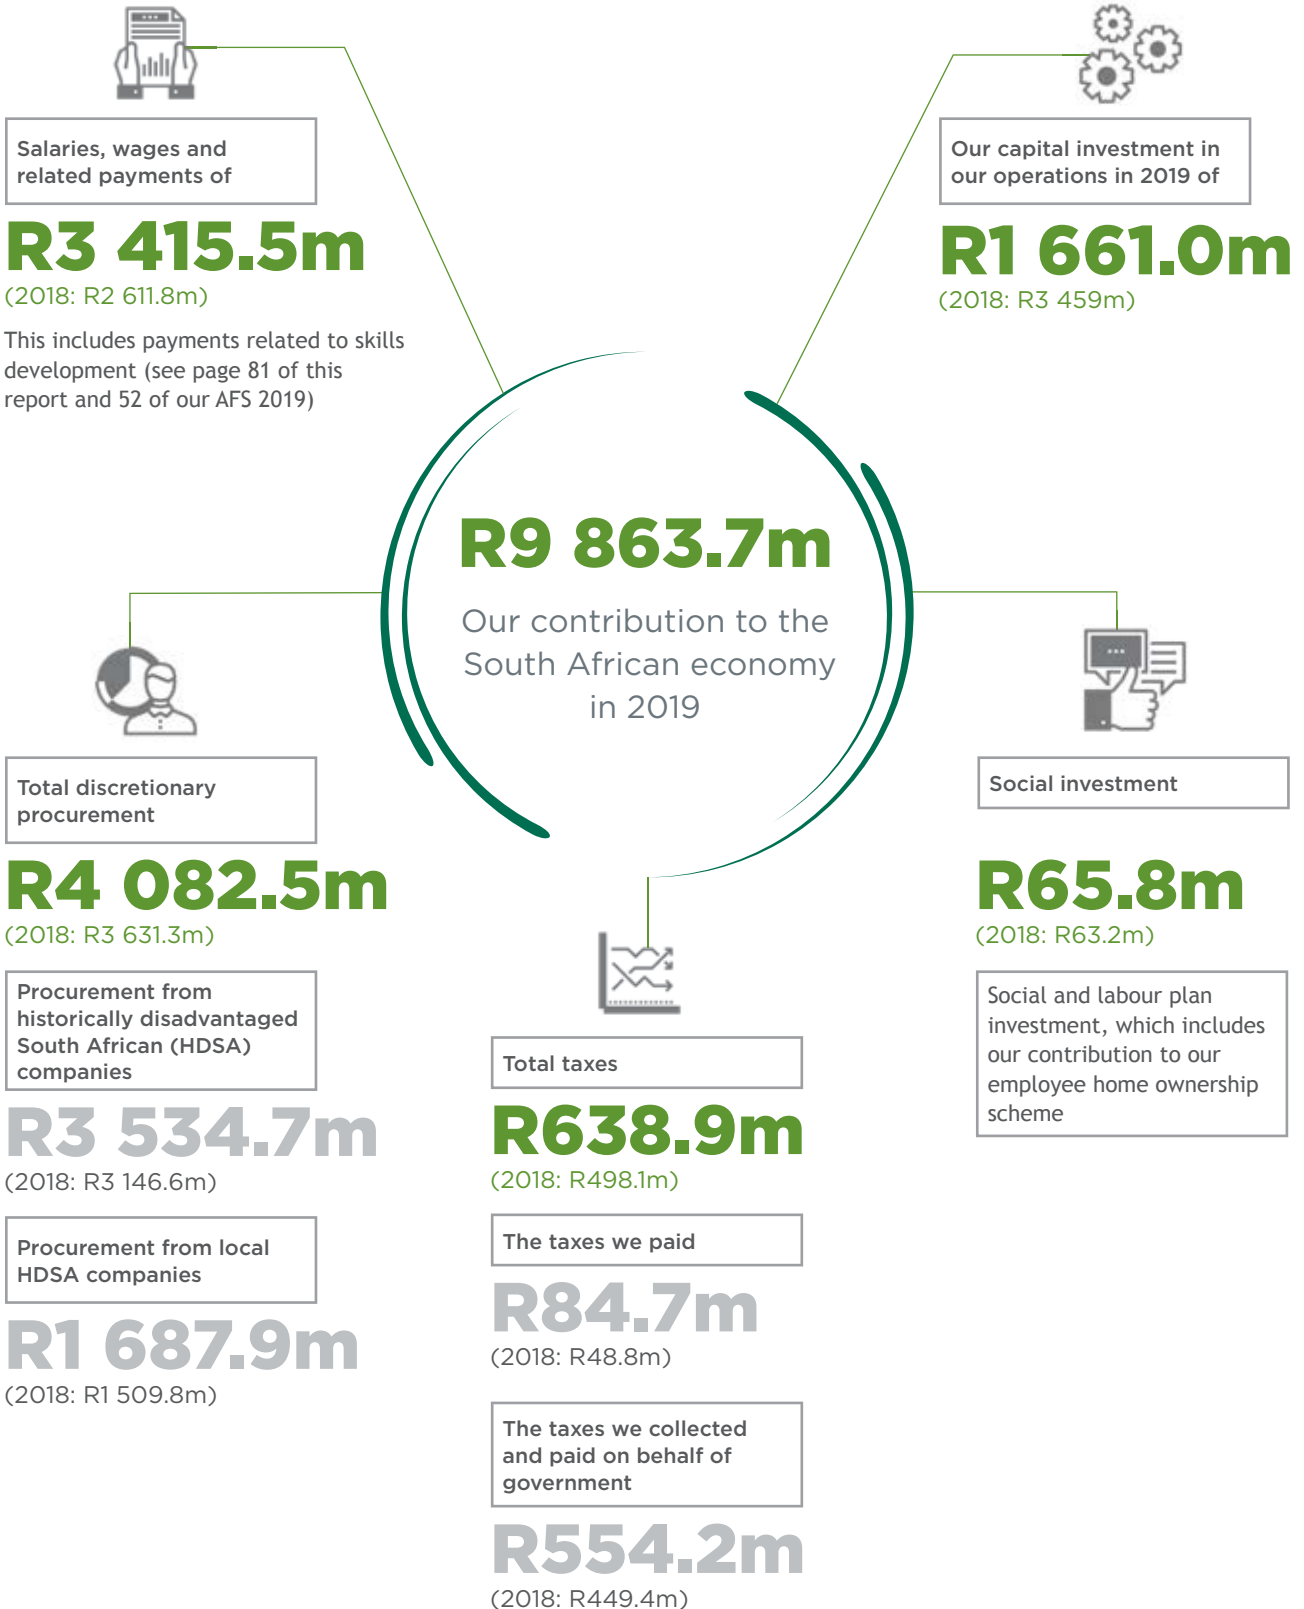 Salaries, wages and
related payments of
R3 415.5m
(2018: R2 611.8m)
This includes payments related to skills
development (see page 81 of this
report and 52 of our AFS 2019)
Our capital investment in
our operations in 2019 of
R1 661.0m
(2018: R3 459m)
R9 863.7m
Our contribution to the
South African economy
in 2019
Total discretionary
procurement
R4 082.5m
(2018: R3 631.3m)
Procurement from
historically disadvantaged
South African (HDSA)
companies
R3 534.7m
(2018: R3 146.6m)
Procurement from local
HDSA companies
R1 687.9m
(2018: R1 509.8m)
Total taxes
R638.9m
(2018: R498.1m)
The taxes we paid
R84.7m
(2018: R48.8m)
The taxes we collected
and paid on behalf of
government
R554.2m
(2018: R449.4m)
Social investment
R65.8m
(2018: R63.2m)
Social and labour plan
investment, which includes
our contribution to our
employee home ownership
scheme